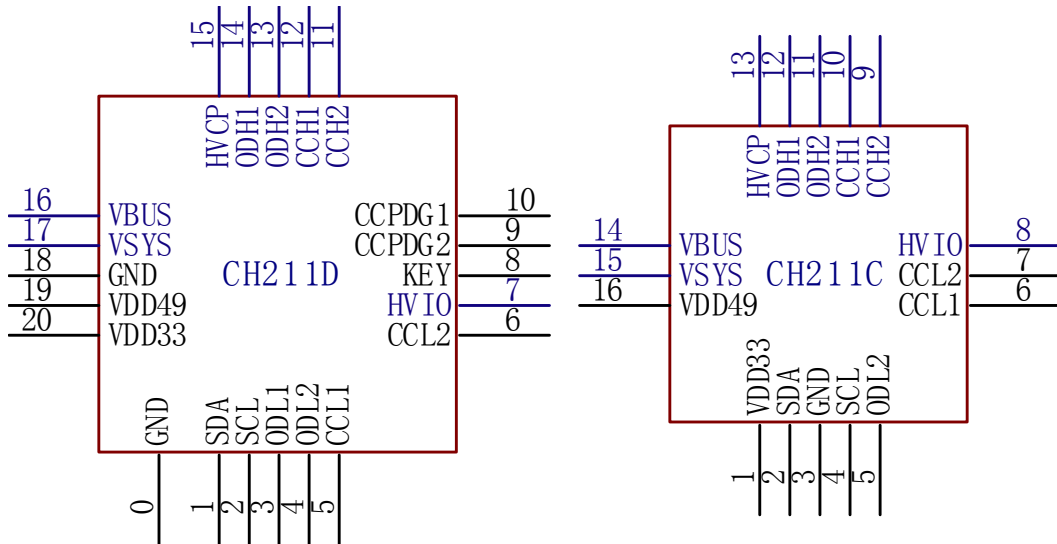 15 14 13 12 11
HVCP ODH1 ODH2 CCH1 CCH2
16 VBUS
17 VSYS
18 GND
19 VDD49
20 VDD33
CH211D
CCPDG1 10
CCPDG2 9
KEY 8
HVIO 7
CCL2 6
GND SDA SCL ODL1 ODL2 CCL1
0 1 2 3 4 5
13 12 11 10 9
HVCP ODH1 ODH2 CCH1 CCH2
14 VBUS
15 VSYS
16 VDD49
CH211C
HVIO 8
CCL2 7
CCL1 6
VDD33 SDA GND SCL ODL2
1 2 3 4 5